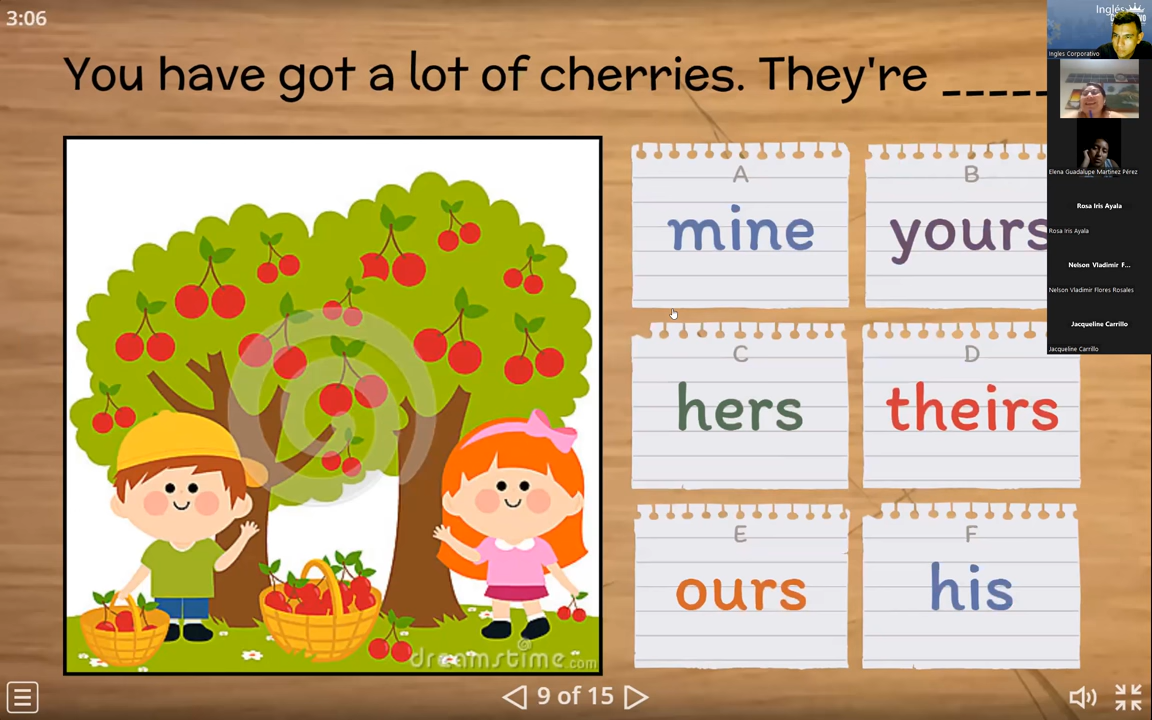 3:06
You have got a lot of cherries. They're _____
A
mine
B
yours
C
hers
D
theirs
E
ours
F
his
dreamstime.com
9 of 15
Inglés
Ingles Corporativo
Elena Guadalupe Martinez Pérez
Rosa Iris Ayala
Rosa Iris Ayala
Nelson Vladimir F...
Nelson Vladimir Flores Rosales
Jacqueline Carrillo
Jacqueline Carrillo